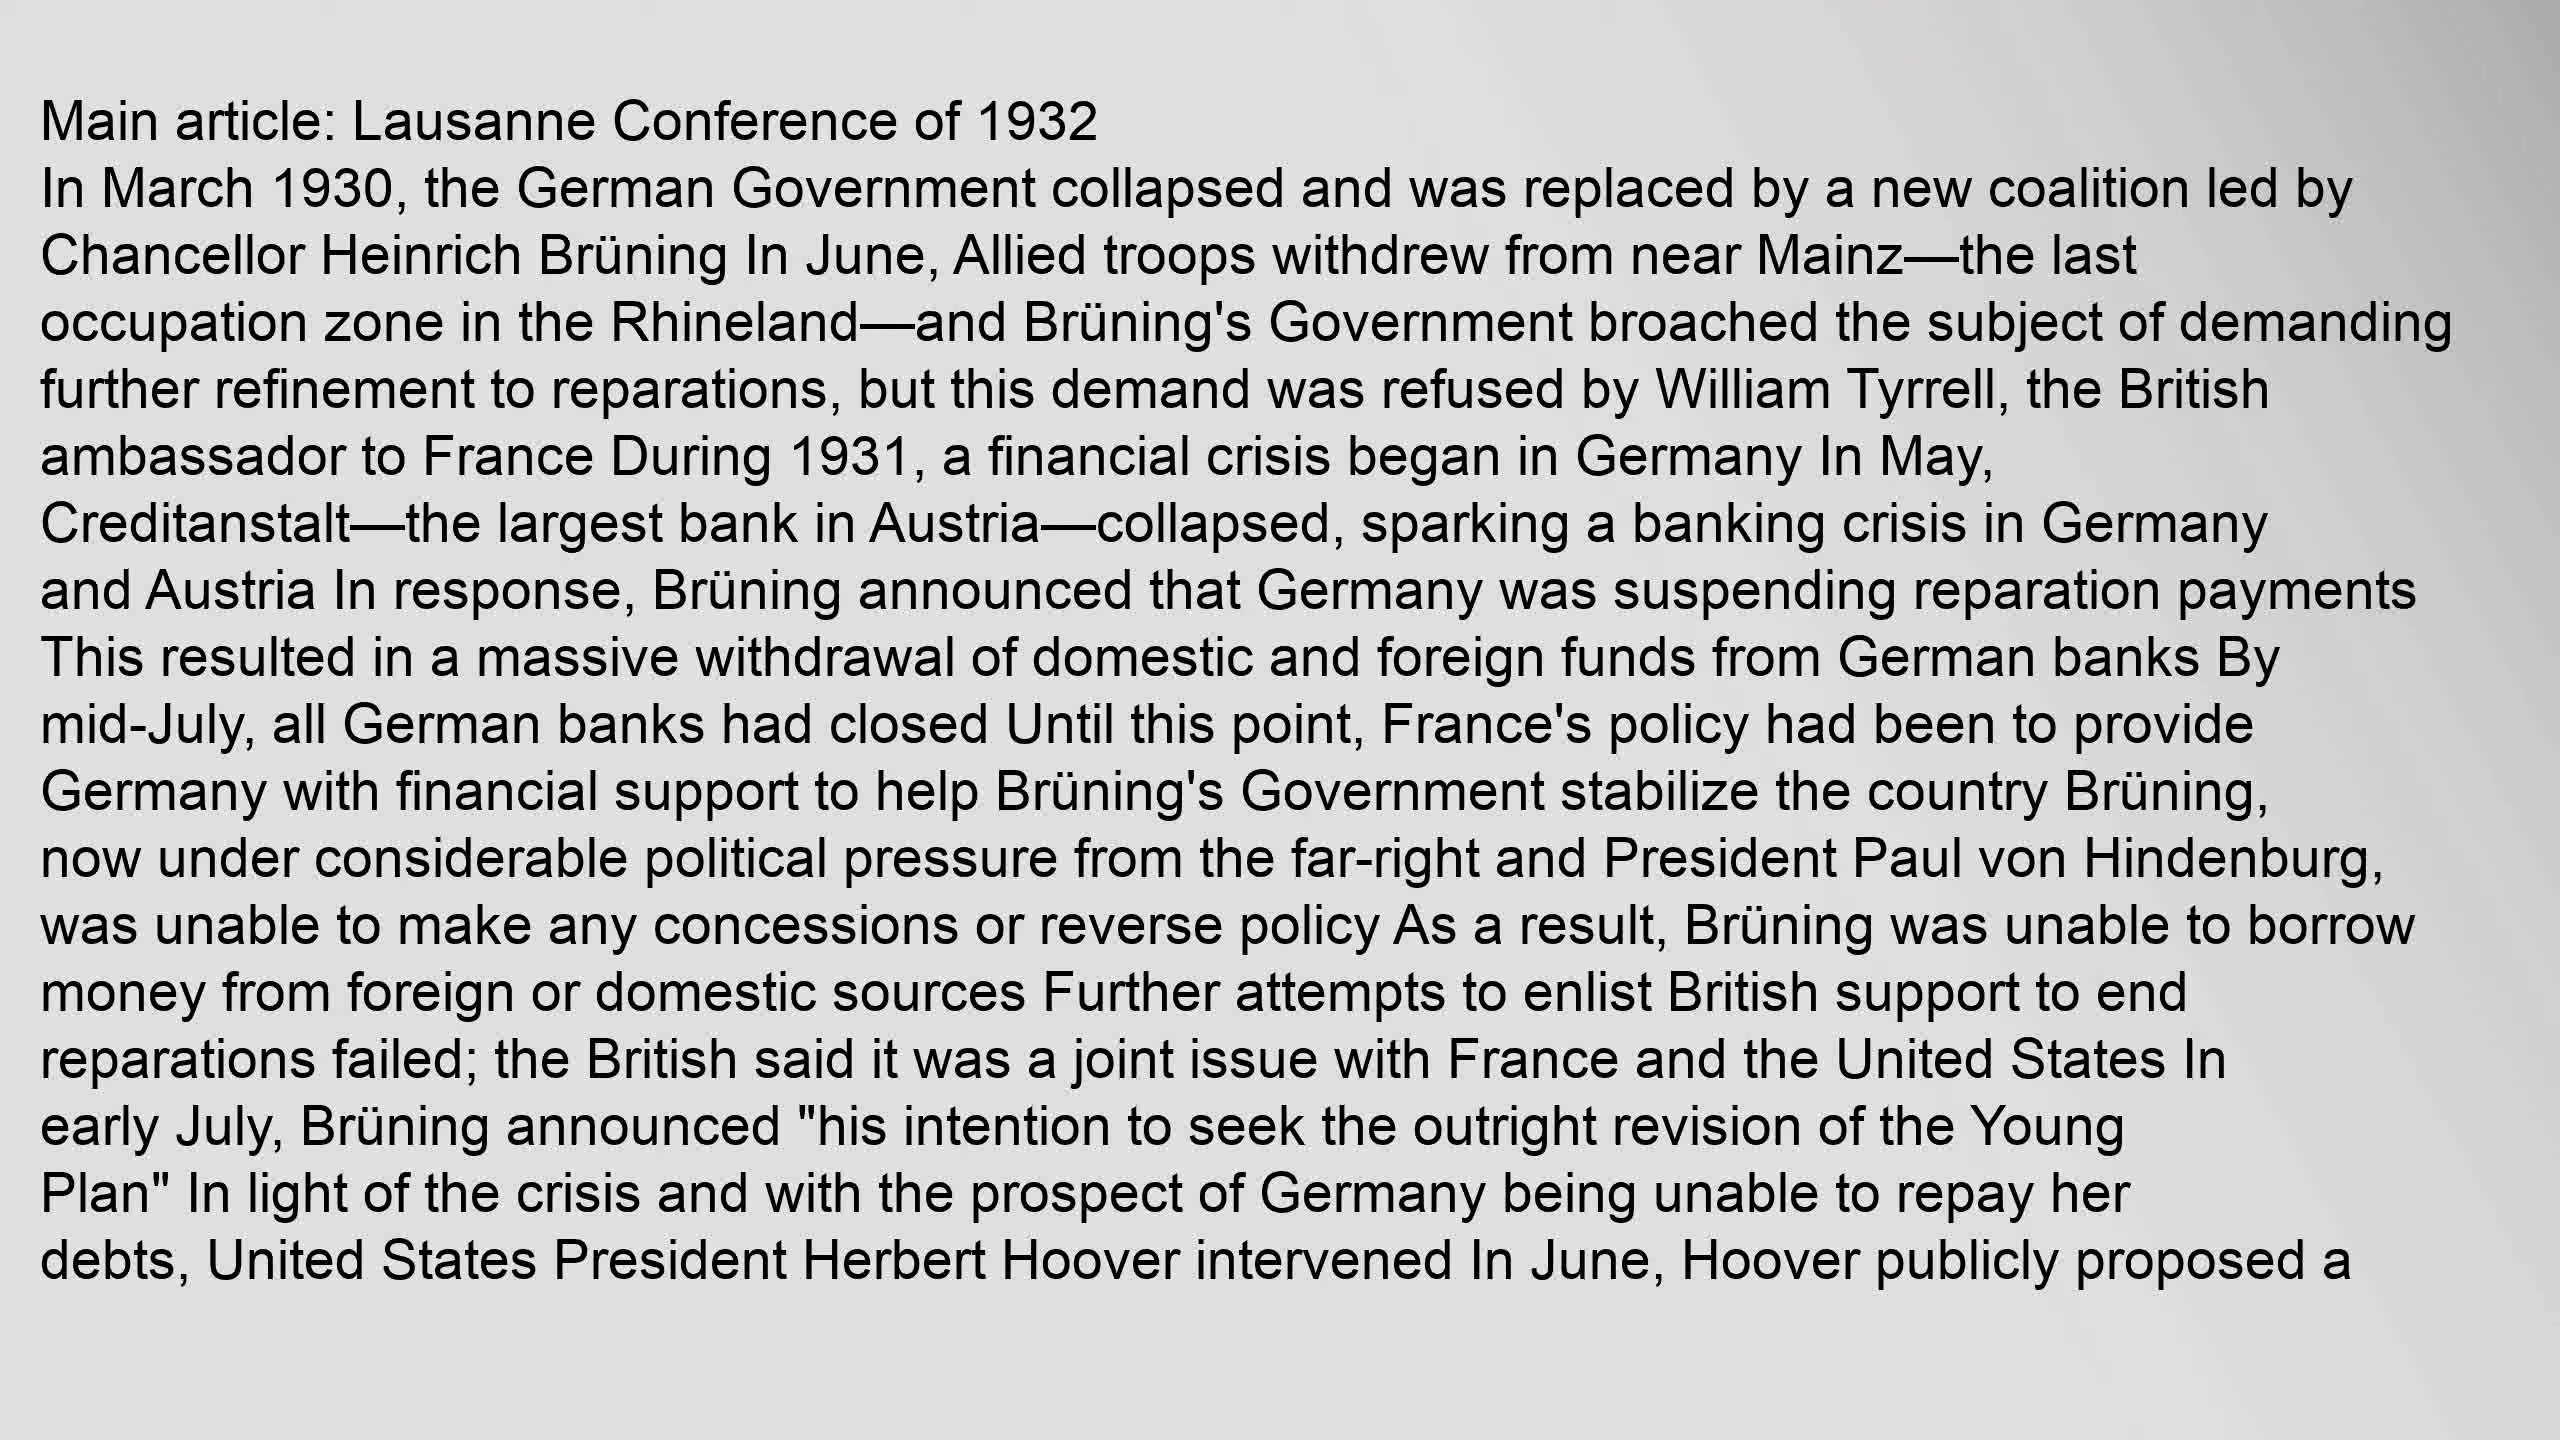 Main article: Lausanne Conference of 1932
In March 1930, the German Government collapsed and was replaced by a new coalition led by
Chancellor Heinrich Brüning In June, Allied troops withdrew from near Mainz—the last
occupation zone in the Rhineland—and Brüning's Government broached the subject of demanding
further refinement to reparations, but this demand was refused by William Tyrrell, the British
ambassador to France During 1931, a financial crisis began in Germany In May,
Creditanstalt—the largest bank in Austria—collapsed, sparking a banking crisis in Germany
and Austria In response, Brüning announced that Germany was suspending reparation payments
This resulted in a massive withdrawal of domestic and foreign funds from German banks By
mid-July, all German banks had closed Until this point, France's policy had been to provide
Germany with financial support to help Brüning's Government stabilize the country Brüning,
now under considerable political pressure from the far-right and President Paul von Hindenburg,
was unable to make any concessions or reverse policy As a result, Brüning was unable to borrow
money from foreign or domestic sources Further attempts to enlist British support to end
reparations failed; the British said it was a joint issue with France and the United States In
early July, Brüning announced "his intention to seek the outright revision of the Young
Plan" In light of the crisis and with the prospect of Germany being unable to repay her
debts, United States President Herbert Hoover intervened In June, Hoover publicly proposed a